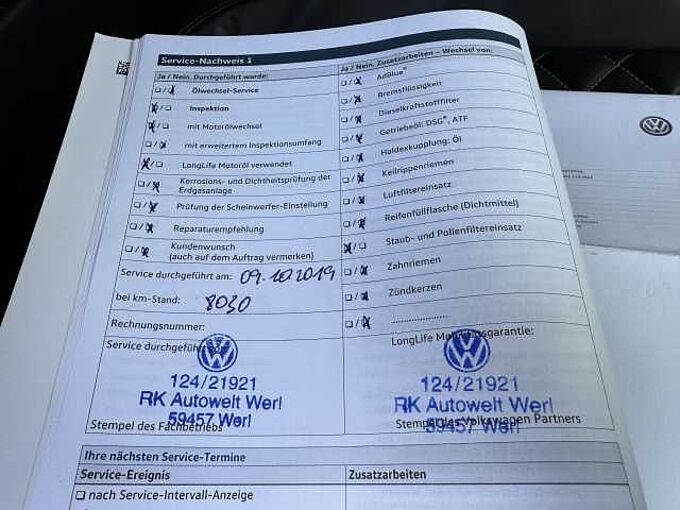 Service-Nachweis 1
Ja / Nein. Durchgeführt wurde:
Ölwechsel-Service
Inspektion
mit Motorölwechsel
mit erweitertem Inspektionsumfang
LongLife Motoröl verwendet
Korrosions- und Dichtheitsprüfung der
Erdgasanlage
Prüfung der Scheinwerfer-Einstellung
Reparaturempfehlung
Kundenwunsch
(auch auf dem Auftrag vermerken)
Service durchgeführt am: 09.10.2019
bei km-Stand: 8030
Rechnungsnummer:
Service durchgeführt
124/21921
RK Autowelt Werl
59457 Werl
Stempel des Fachbetriebs
Ja / Nein. Zusatzarbeiten – Wechsel von:
AdBlue®
Bremsflüssigkeit
Dieselkraftstofffilter
Getriebeöl: DSG®, ATF
Haldexkupplung: Öl
Keilrippenriemen
Luftfiltereinsatz
Reifenfüllflasche (Dichtmittel)
Staub- und Pollenfiltereinsatz
Zahnriemen
Zündkerzen
....................
LongLife Mobilitätsgarantie:
124/21921
RK Autowelt Werl
59457 Werl
Stempel des Volkswagen Partners
Ihre nächsten Service-Termine
Service-Ereignis
Zusatzarbeiten
nach Service-Intervall-Anzeige